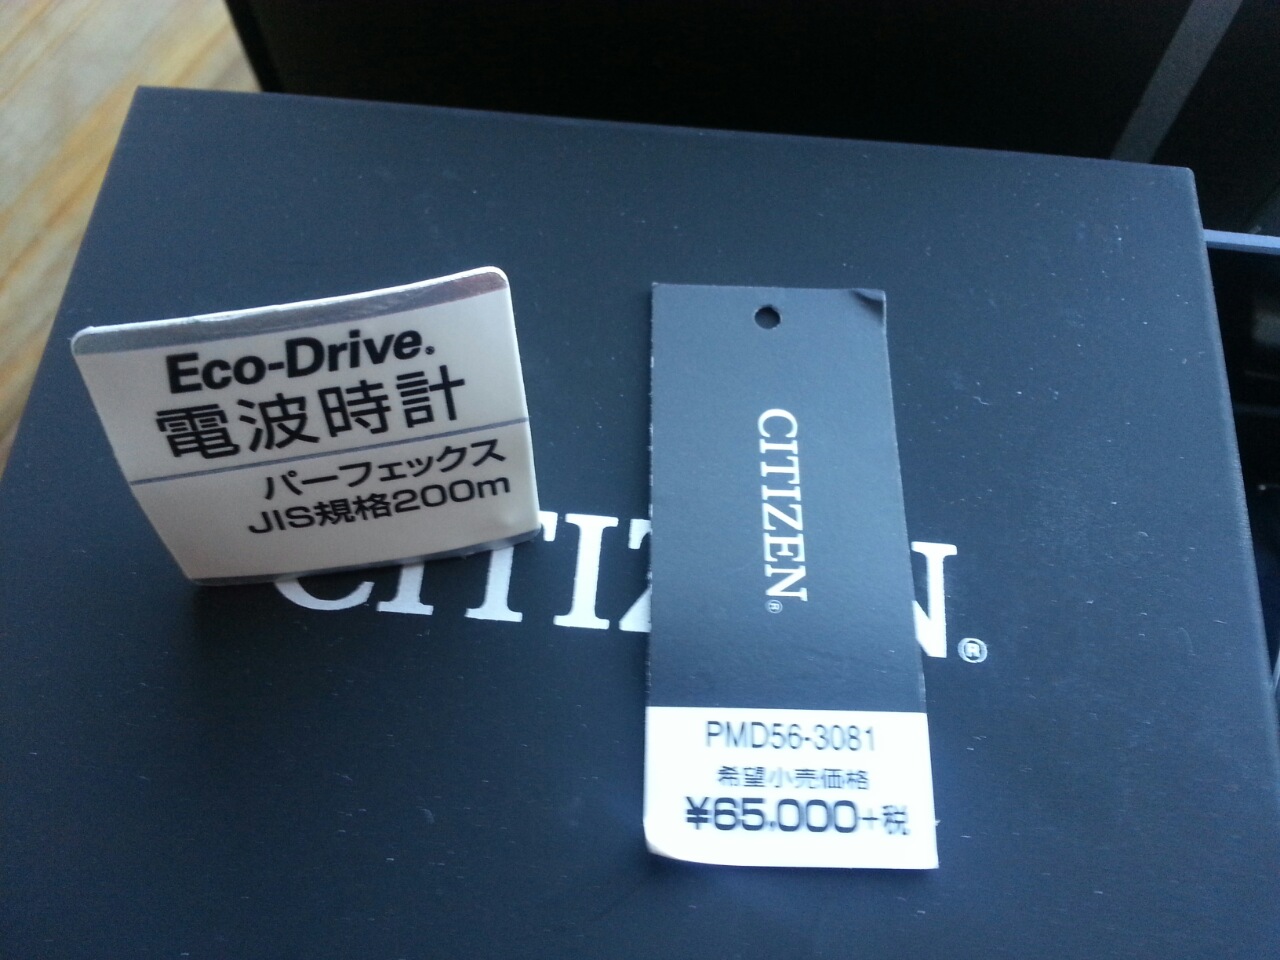 Eco-Drive®
電波時計
パーフェックス
JIS規格200m
CITIZEN®
CITIZEN®
PMD56-3081
希望小売価格
¥65,000+税